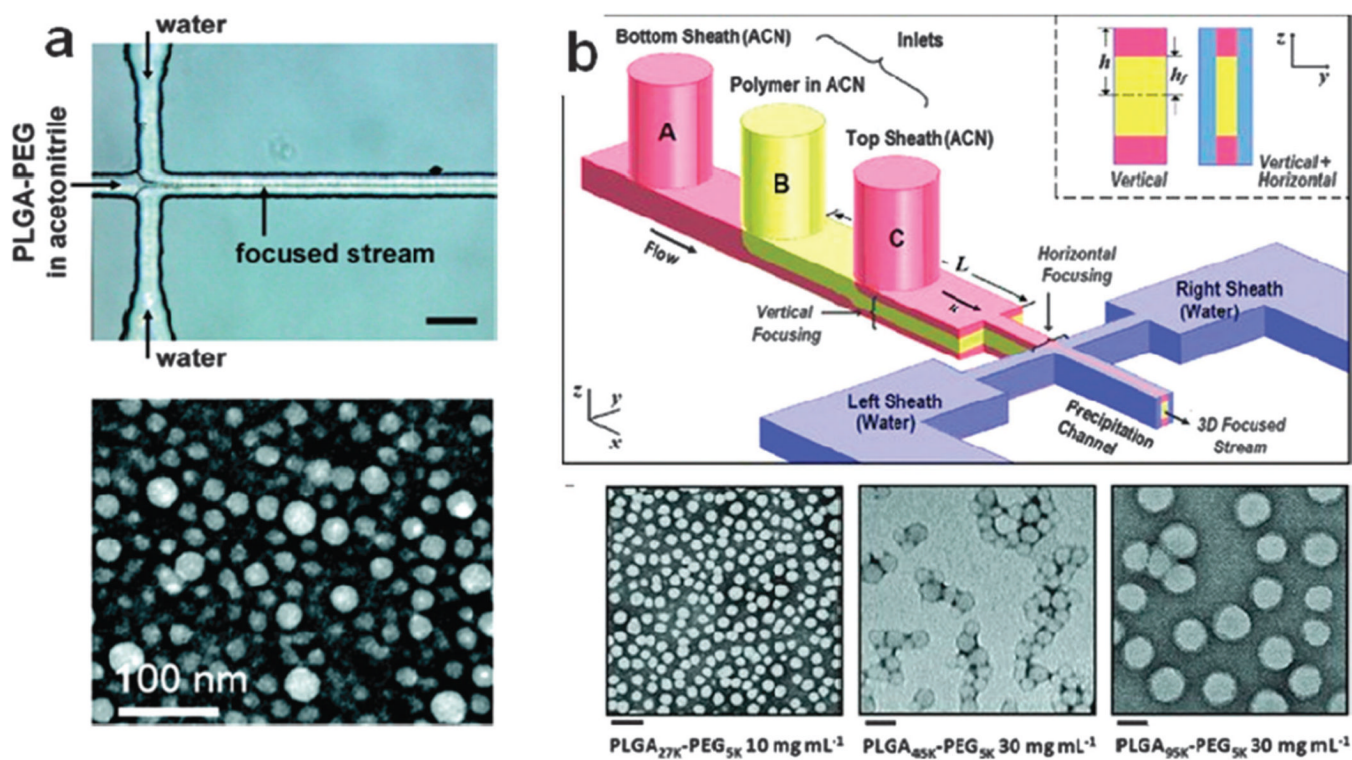 a
water
PLGA-PEG
in acetonitrile
focused stream
water
100 nm
b
Bottom Sheath (ACN)
Inlets
Polymer in ACN
Top Sheath (ACN)
A
B
C
Flow
L
u
Vertical
Focusing
Horizontal
Focusing
Right Sheath
(Water)
Left Sheath
(Water)
Precipitation
Channel
3D Focused
Stream
z
y
x
h
hf
z
y
Vertical
Vertical +
Horizontal
PLGA27K-PEG5K 10 mg mL-1
PLGA45K-PEG5K 30 mg mL-1
PLGA95K-PEG5K 30 mg mL-1